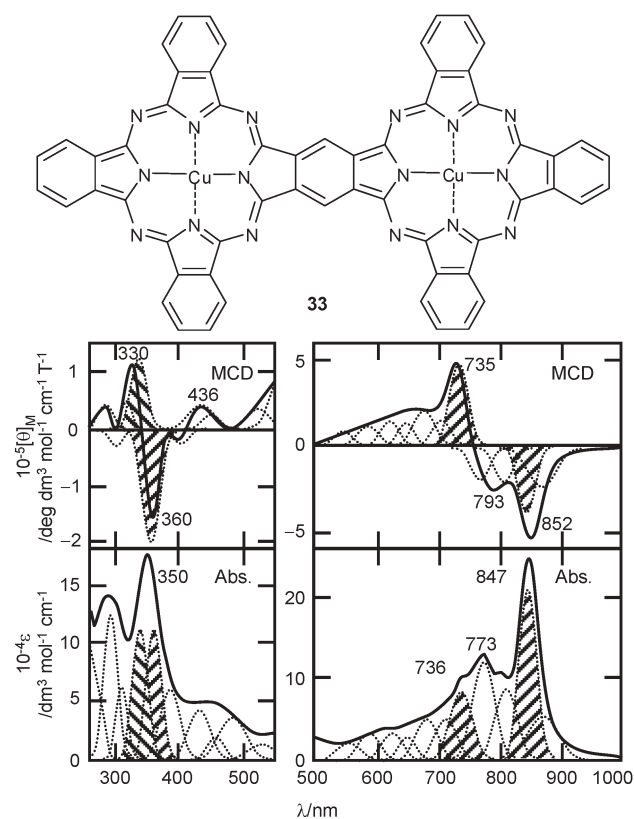 N N N N
N Cu N N Cu N
N N N N
33
330 MCD
436
360
10⁻⁵[θ]M
/deg dm³ mol⁻¹ cm⁻¹ T⁻¹
1
0
−1
−2
735 MCD
793
852
5
0
−5
350 Abs.
10⁻⁴ε
/dm³ mol⁻¹ cm⁻¹
15
10
5
0
847 Abs.
773
736
20
10
0
300 400 500
500 600 700 800 900 1000
λ/nm